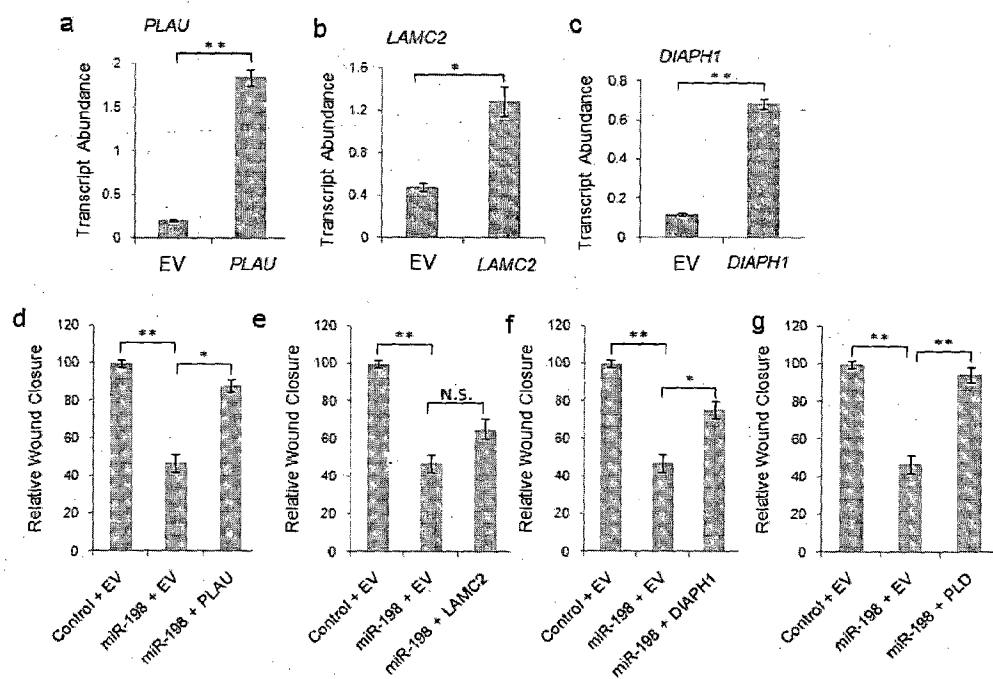 a
PLAU
**
Transcript Abundance
2
1.5
1
0.5
0
EV
PLAU
b
LAMC2
*
Transcript Abundance
1.6
1.2
0.8
0.4
0
EV
LAMC2
c
DIAPH1
**
Transcript Abundance
0.8
0.6
0.4
0.2
0
EV
DIAPH1
d
**
*
Relative Wound Closure
120
100
80
60
40
20
0
Control + EV
miR-198 + EV
miR-198 + PLAU
e
**
N.S.
Relative Wound Closure
120
100
80
60
40
20
0
Control + EV
miR-198 + EV
miR-198 + LAMC2
f
**
*
Relative Wound Closure
120
100
80
60
40
20
0
Control + EV
miR-198 + EV
miR-198 + DIAPH1
g
**
**
Relative Wound Closure
120
100
80
60
40
20
0
Control + EV
miR-198 + EV
miR-198 + PLD